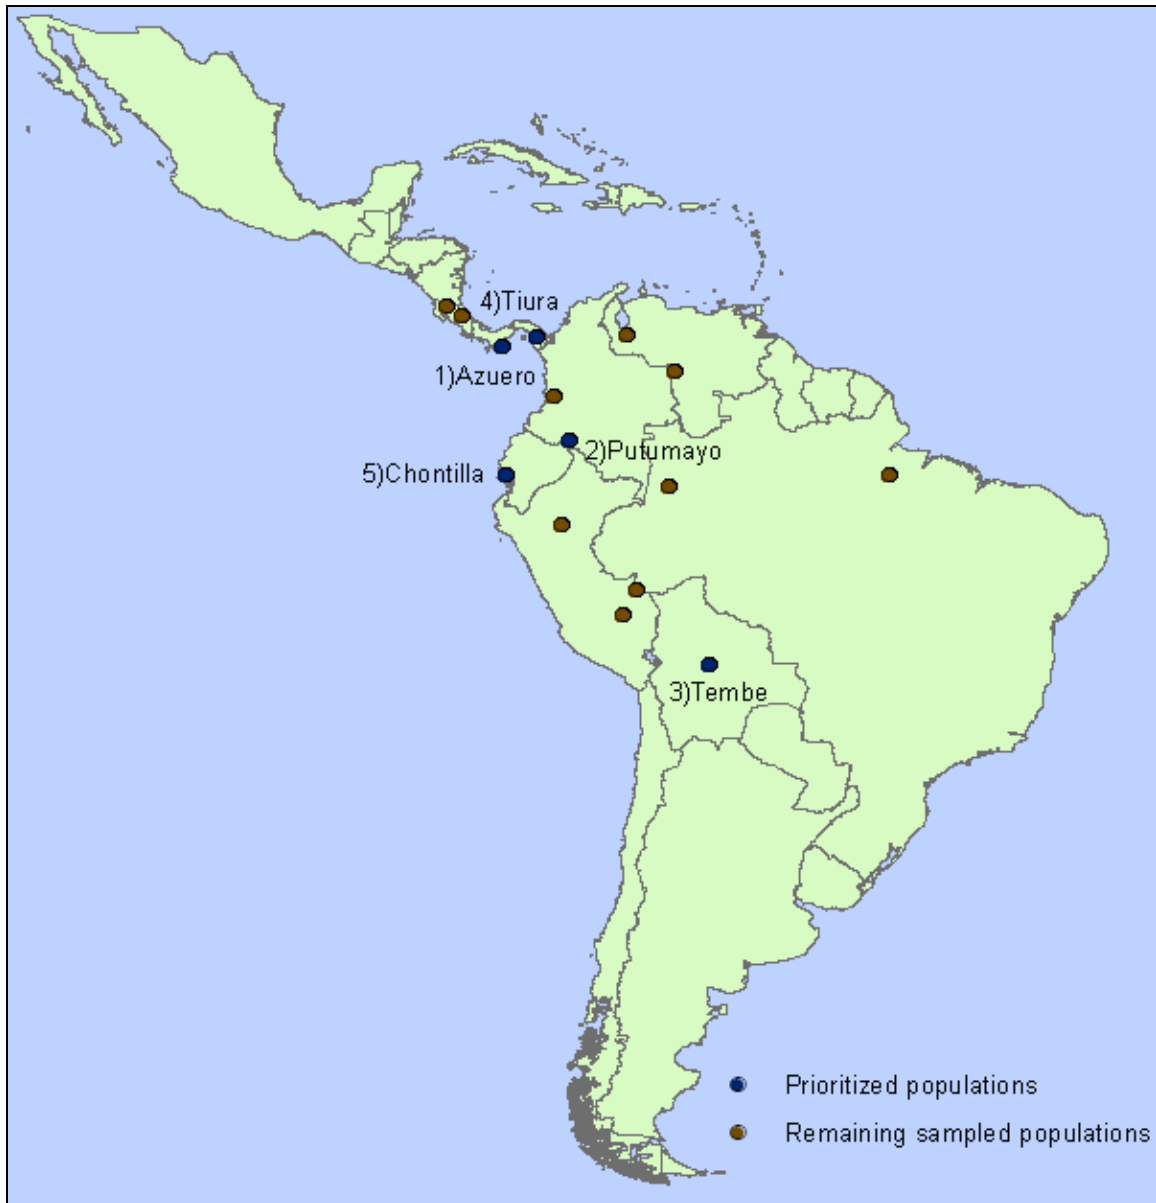 4)Tiura
1)Azuero
2)Putumayo
5)Chontilla
3)Tembe
Prioritized populations
Remaining sampled populations